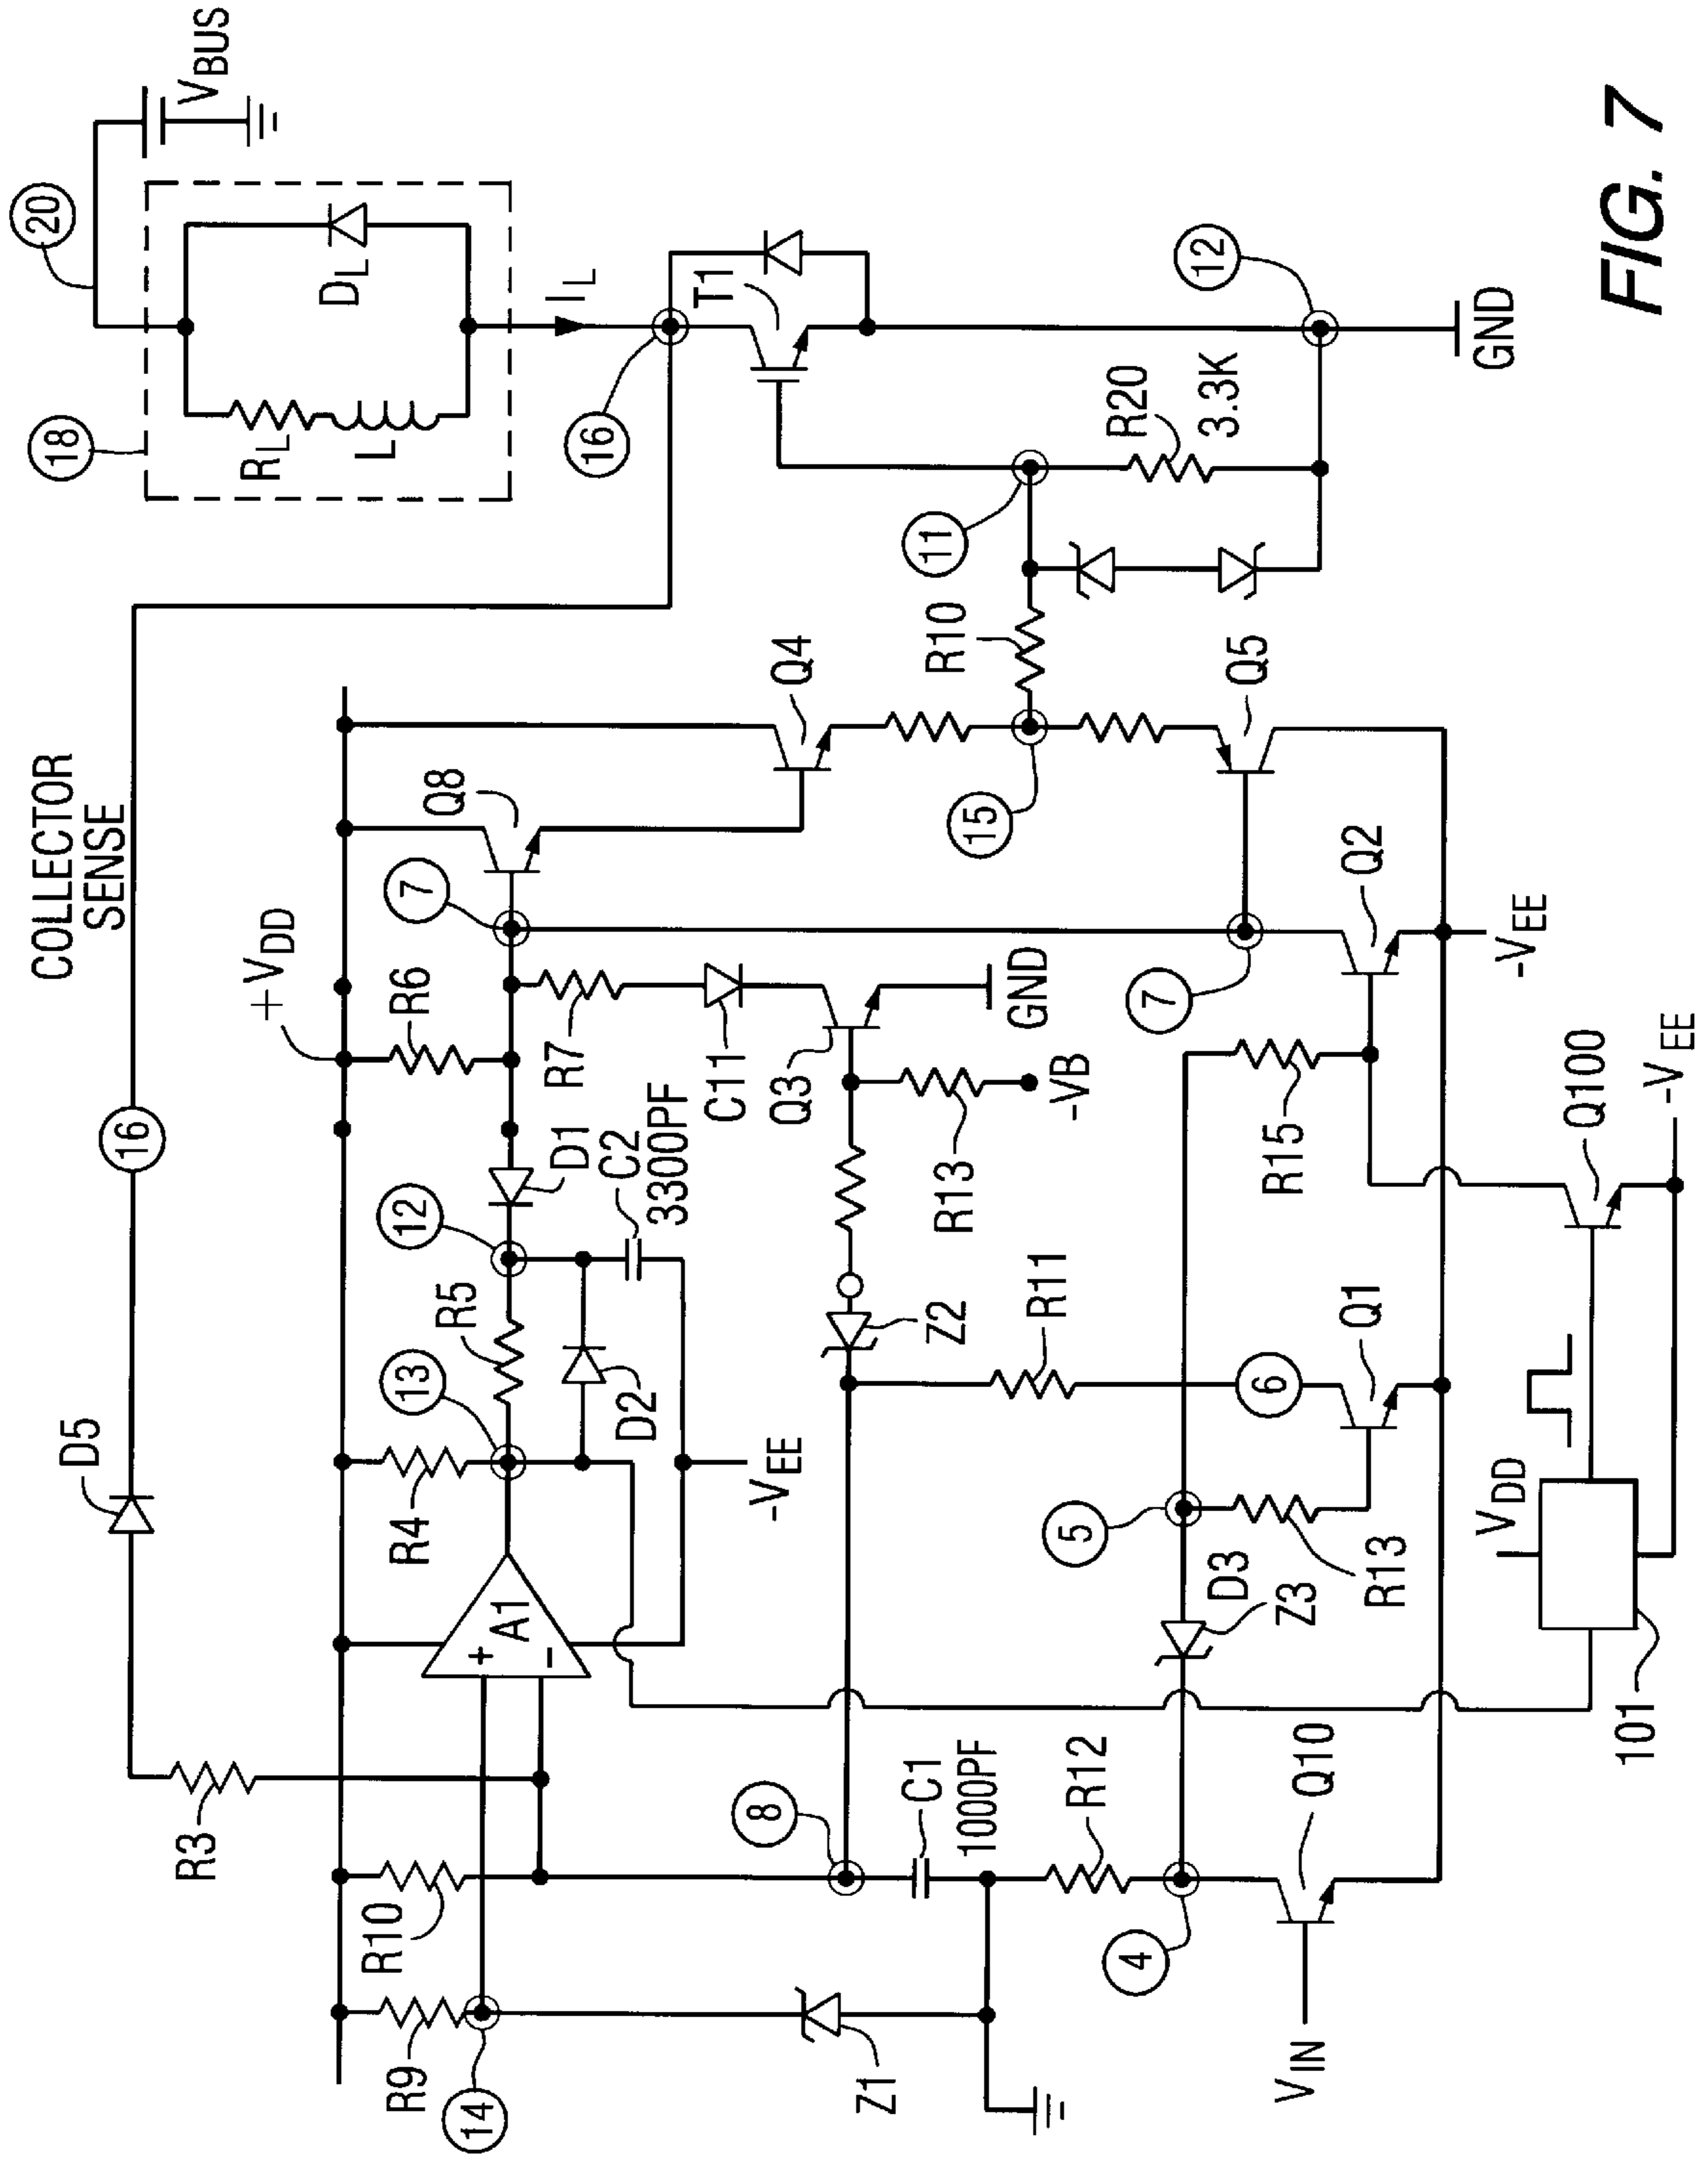 COLLECTOR
SENSE
20
VBUS
18
RL
L
DL
IL
16
T1
12
GND
R20
3.3K
11
16
D5
R3
+VDD
R6
Q8
Q4
R10
15
Q5
7
7
Q2
-VEE
R7
C11
Q3
GND
D1
12
C2
3300PF
R5
13
D2
R4
A1
+
-
-VEE
R13
-VB
Z2
R11
6
Q1
R15
Q100
-VEE
5
D3
Z3
R13
VDD
101
R10
R9
14
8
C1
1000PF
R12
4
Q10
Z1
VIN
FIG. 7